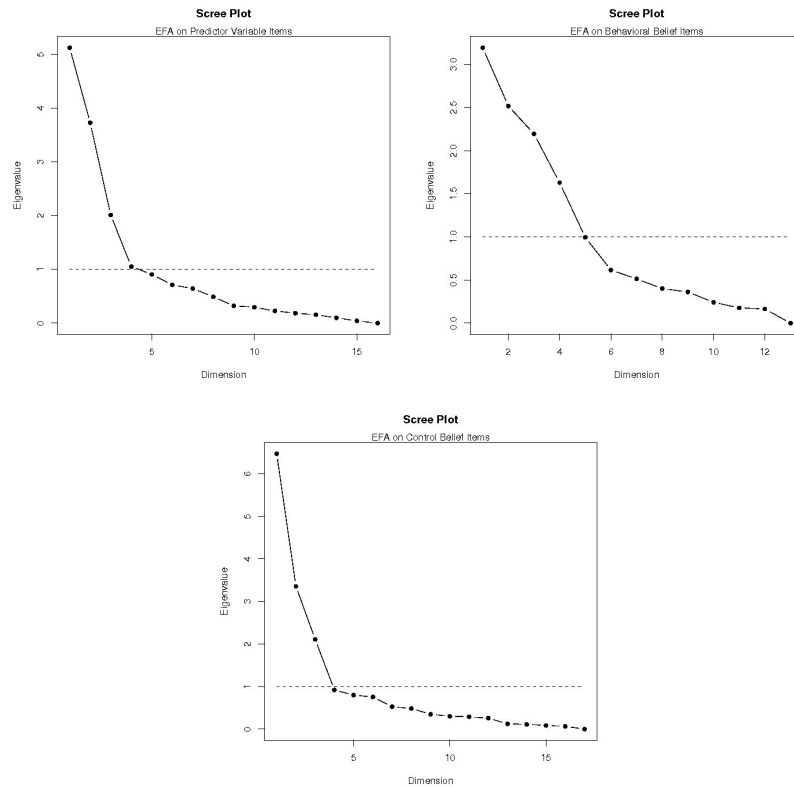 Scree Plot
EFA on Predictor Variable Items
Eigenvalue
5
4
3
2
1
0
5 10 15
Dimension
Scree Plot
EFA on Behavioral Belief Items
Eigenvalue
3.0
2.5
2.0
1.5
1.0
0.5
0.0
2 4 6 8 10 12
Dimension
Scree Plot
EFA on Control Belief Items
Eigenvalue
6
5
4
3
2
1
0
5 10 15
Dimension